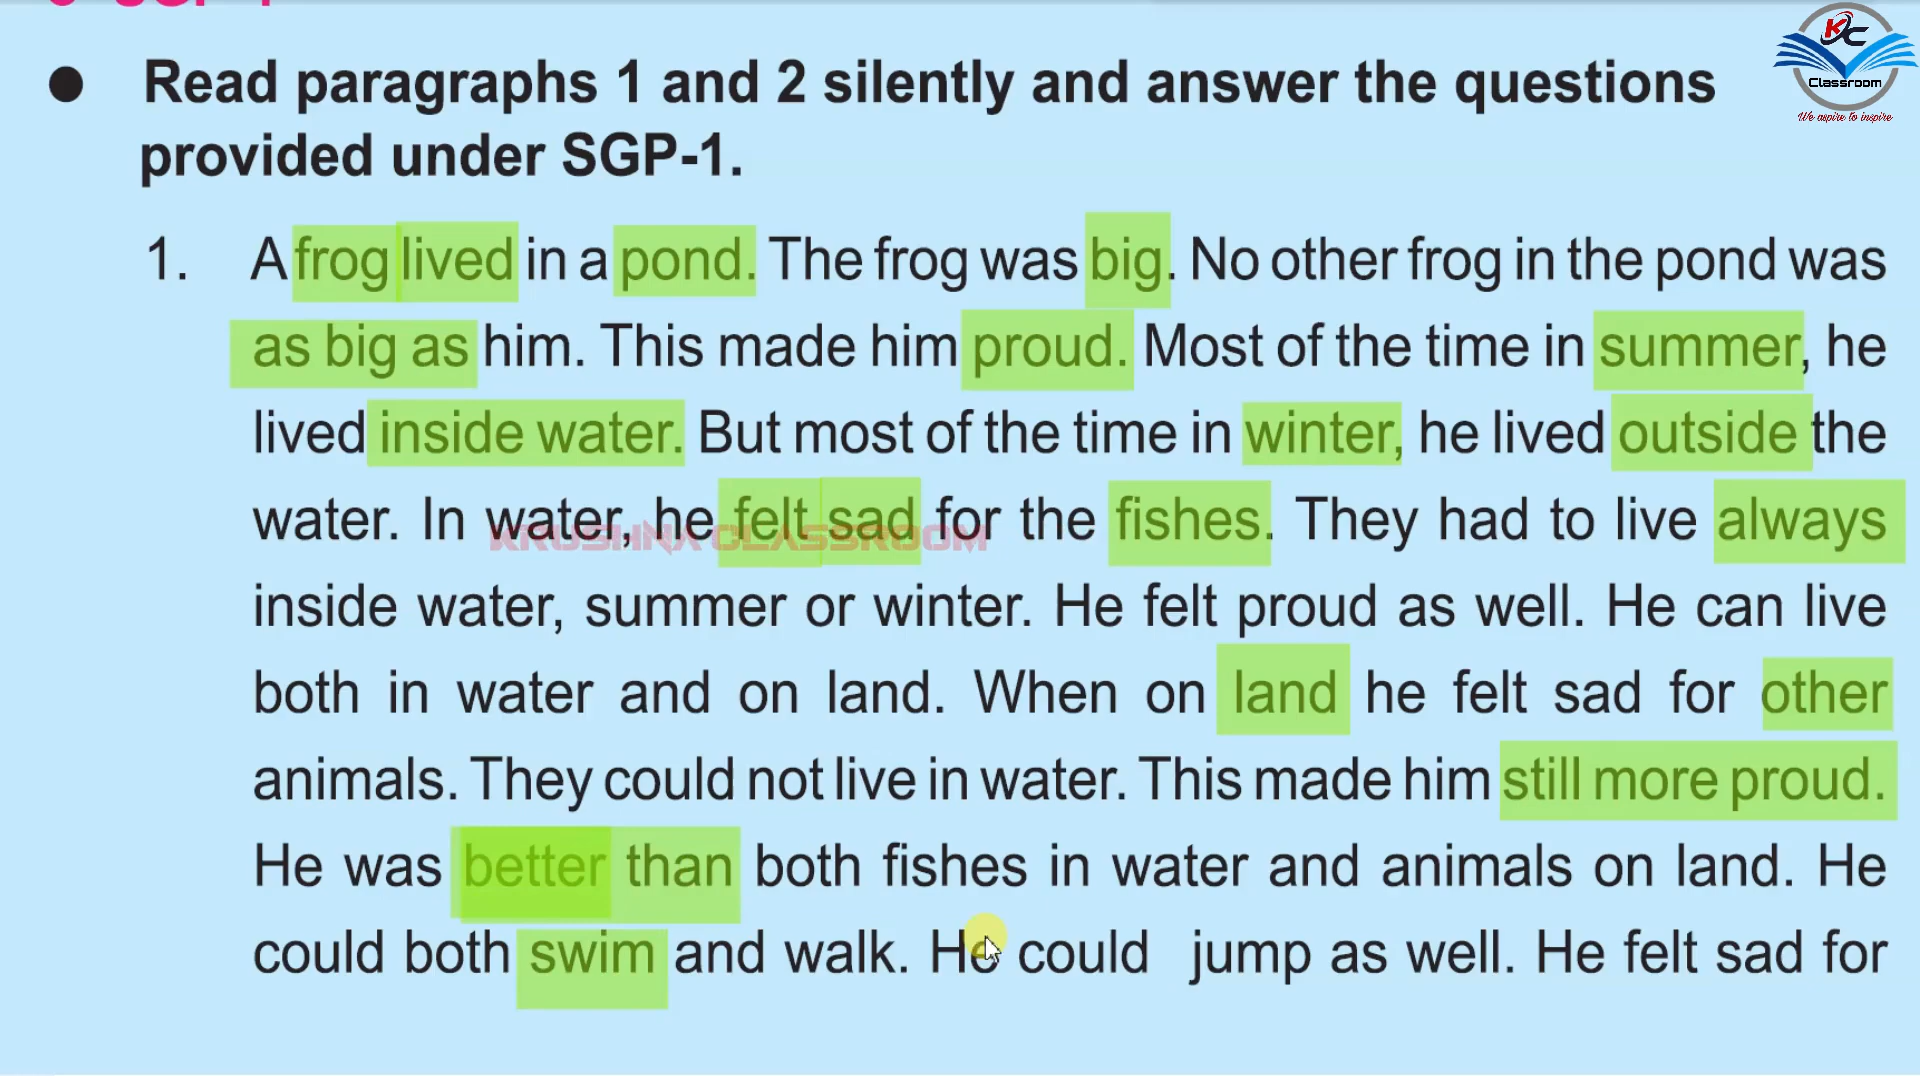 KC
Classroom
We aspire to inspire
● Read paragraphs 1 and 2 silently and answer the questions
provided under SGP-1.
1. A frog lived in a pond. The frog was big. No other frog in the pond was
as big as him. This made him proud. Most of the time in summer, he
lived inside water. But most of the time in winter, he lived outside the
water. In water, he felt sad for the fishes. They had to live always
KRUSHNA CLASSROOM
inside water, summer or winter. He felt proud as well. He can live
both in water and on land. When on land he felt sad for other
animals. They could not live in water. This made him still more proud.
He was better than both fishes in water and animals on land. He
could both swim and walk. He could jump as well. He felt sad for